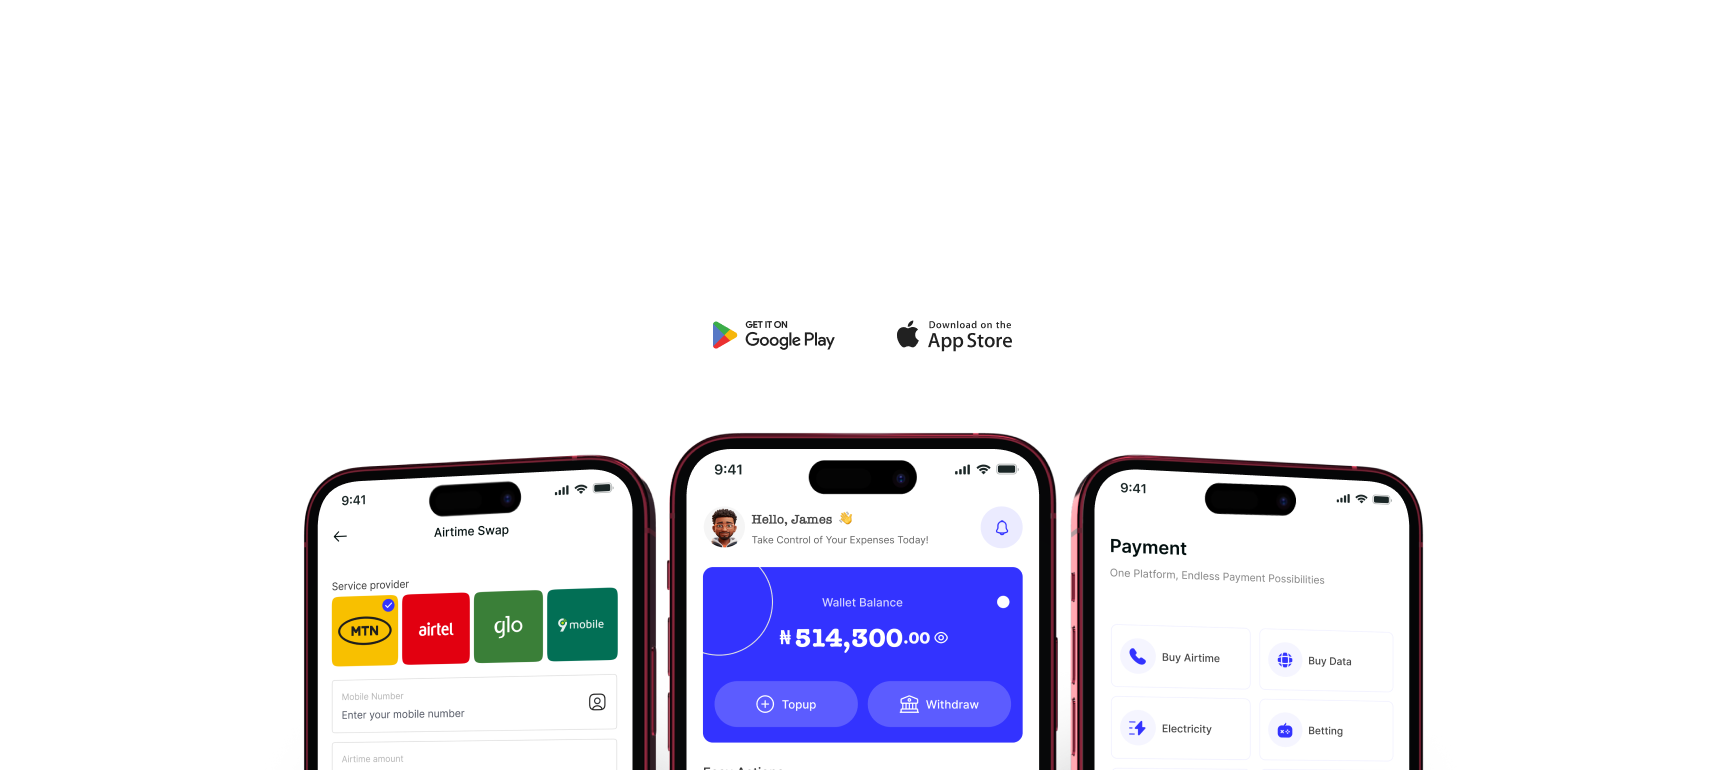 GET IT ON
Google Play
Download on the
App Store
9:41
Airtime Swap
Service provider
MTN
airtel
glo
9mobile
Mobile Number
Enter your mobile number
Airtime amount
9:41
Hello, James 👋
Take Control of Your Expenses Today!
Wallet Balance
₦514,300.00
Topup
Withdraw
9:41
Payment
One Platform, Endless Payment Possibilities
Buy Airtime
Buy Data
Electricity
Betting